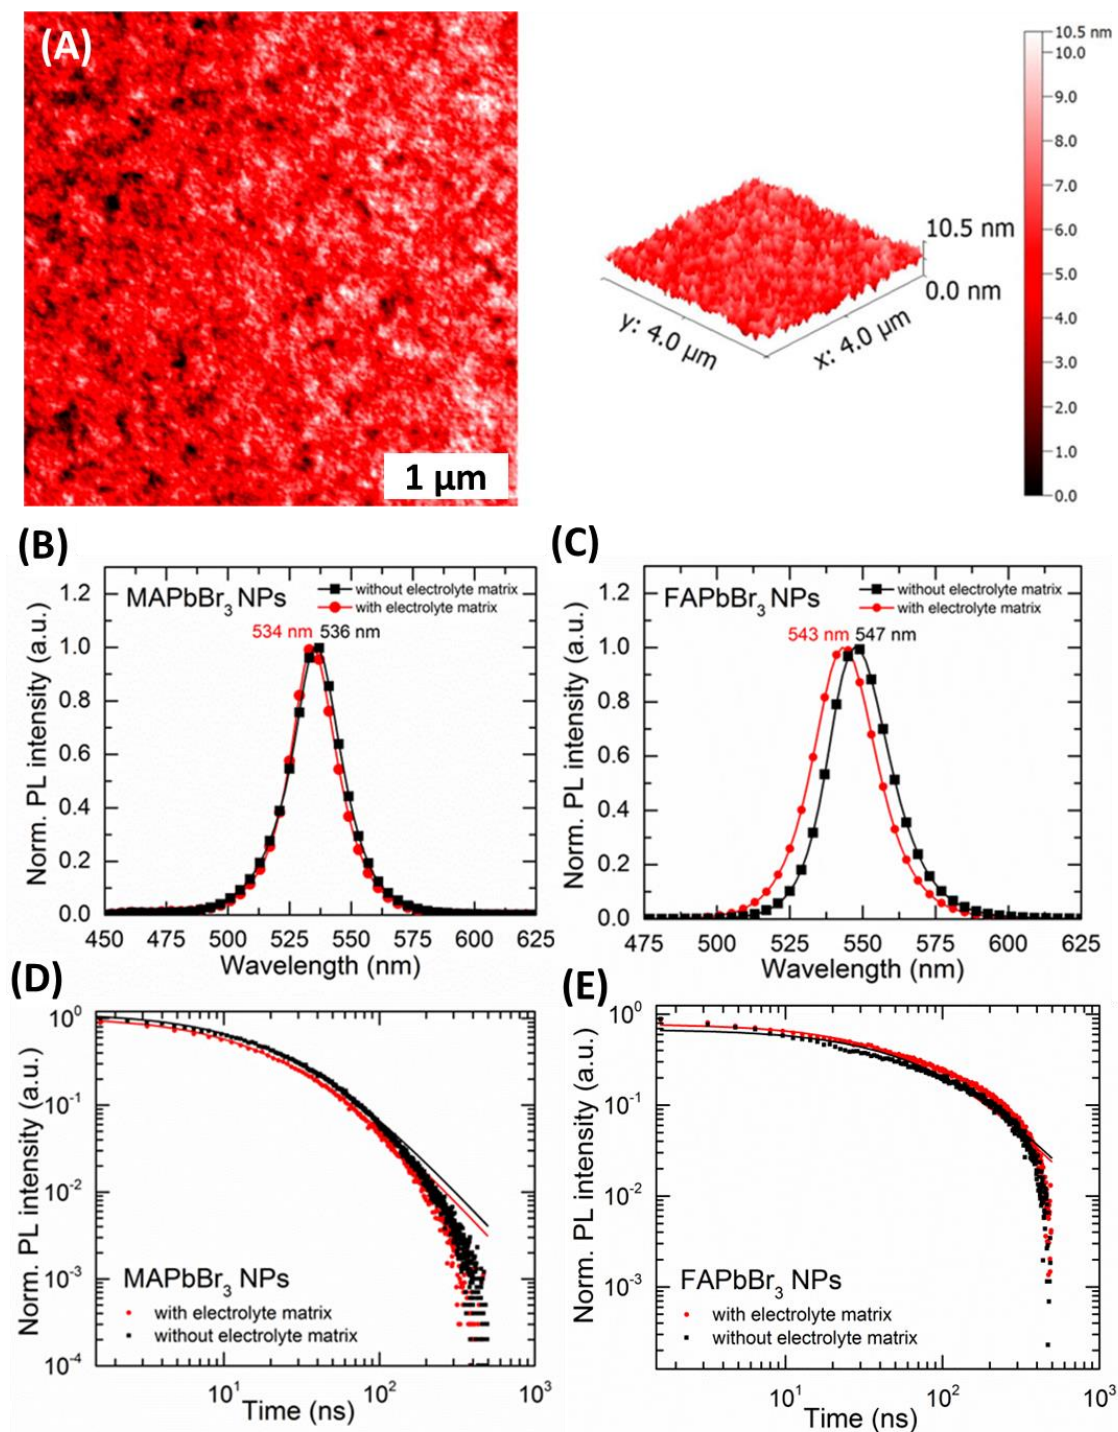 (A)
1 µm
10.5 nm
0.0 nm
y: 4.0 µm
x: 4.0 µm
10.5 nm
10.0
9.0
8.0
7.0
6.0
5.0
4.0
3.0
2.0
1.0
0.0
(B)
MAPbBr3 NPs
without electrolyte matrix
with electrolyte matrix
534 nm 536 nm
Norm. PL intensity (a.u.)
1.2
1.0
0.8
0.6
0.4
0.2
0.0
450 475 500 525 550 575 600 625
Wavelength (nm)
(C)
FAPbBr3 NPs
without electrolyte matrix
with electrolyte matrix
543 nm 547 nm
Norm. PL intensity (a.u.)
1.2
1.0
0.8
0.6
0.4
0.2
0.0
475 500 525 550 575 600 625
Wavelength (nm)
(D)
Norm. PL intensity (a.u.)
10^0
10^-1
10^-2
10^-3
10^-4
MAPbBr3 NPs
with electrolyte matrix
without electrolyte matrix
10^1 10^2 10^3
Time (ns)
(E)
Norm. PL intensity (a.u.)
10^0
10^-1
10^-2
10^-3
FAPbBr3 NPs
with electrolyte matrix
without electrolyte matrix
10^1 10^2 10^3
Time (ns)